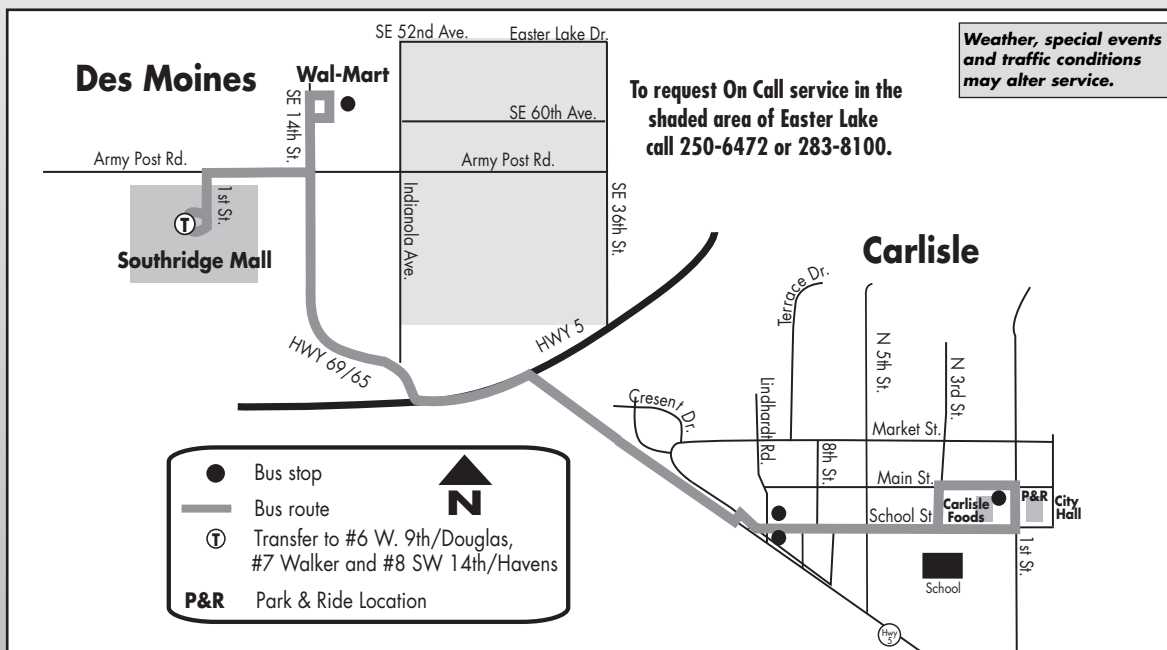 SE 52nd Ave.
Easter Lake Dr.
Weather, special events
and traffic conditions
may alter service.
Des Moines
Wal-Mart
SE 14th St.
To request On Call service in the
shaded area of Easter Lake
call 250-6472 or 283-8100.
SE 60th Ave.
Army Post Rd.
Army Post Rd.
1st St.
T
Southridge Mall
Indianola Ave.
SE 36th St.
Carlisle
HWY 69/65
HWY 5
Terrace Dr.
N 5th St.
N 3rd St.
Cresent Dr.
Lindhardt Rd.
8th St.
Market St.
Main St.
School St.
Carlisle
Foods
P&R
City
Hall
1st St.
School
Hwy
5
Bus stop
Bus route
N
T
Transfer to #6 W. 9th/Douglas,
#7 Walker and #8 SW 14th/Havens
P&R Park & Ride Location